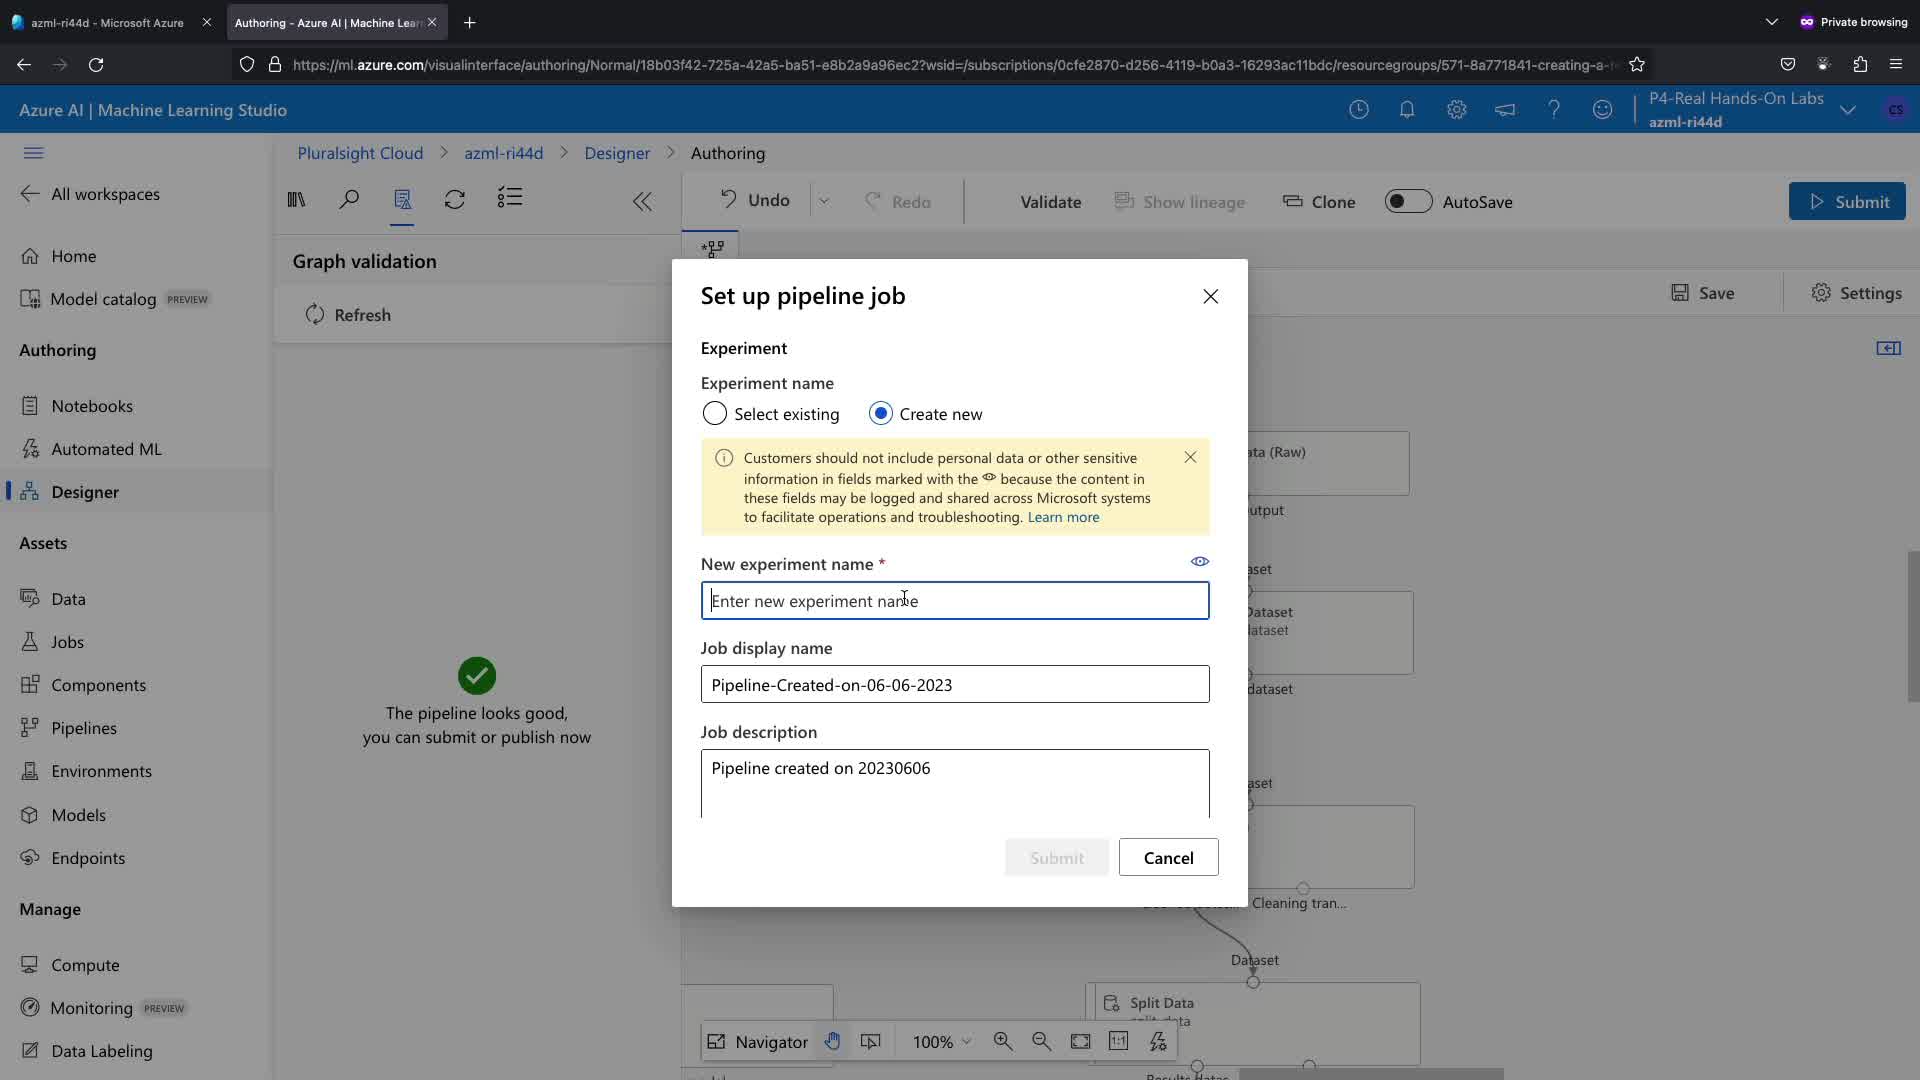 azml-ri44d - Microsoft Azure
Authoring - Azure AI | Machine Lear
Private browsing
https://ml.azure.com/visualinterface/authoring/Normal/18b03f42-725a-42a5-ba51-e8b2a9a96ec2?wsid=/subscriptions/0cfe2870-d256-4119-b0a3-16293ac11bdc/resourcegroups/571-8a771841-creating-a-
Azure AI | Machine Learning Studio
P4-Real Hands-On Labs
azml-ri44d
CS
Pluralsight Cloud > azml-ri44d > Designer > Authoring
All workspaces
Home
Model catalog PREVIEW
Authoring
Notebooks
Automated ML
Designer
Assets
Data
Jobs
Components
Pipelines
Environments
Models
Endpoints
Manage
Compute
Monitoring PREVIEW
Data Labeling
Undo
Redo
Validate
Show lineage
Clone
AutoSave
Submit
Graph validation
Refresh
The pipeline looks good,
you can submit or publish now
Save
Settings
Set up pipeline job
Experiment
Experiment name
Select existing
Create new
Customers should not include personal data or other sensitive
information in fields marked with the because the content in
these fields may be logged and shared across Microsoft systems
to facilitate operations and troubleshooting. Learn more
New experiment name *
Enter new experiment name
Job display name
Pipeline-Created-on-06-06-2023
Job description
Pipeline created on 20230606
Submit
Cancel
ata (Raw)
utput
aset
Dataset
dataset
aset
Cleaning tran...
Dataset
Split Data
Navigator
100%
1:1